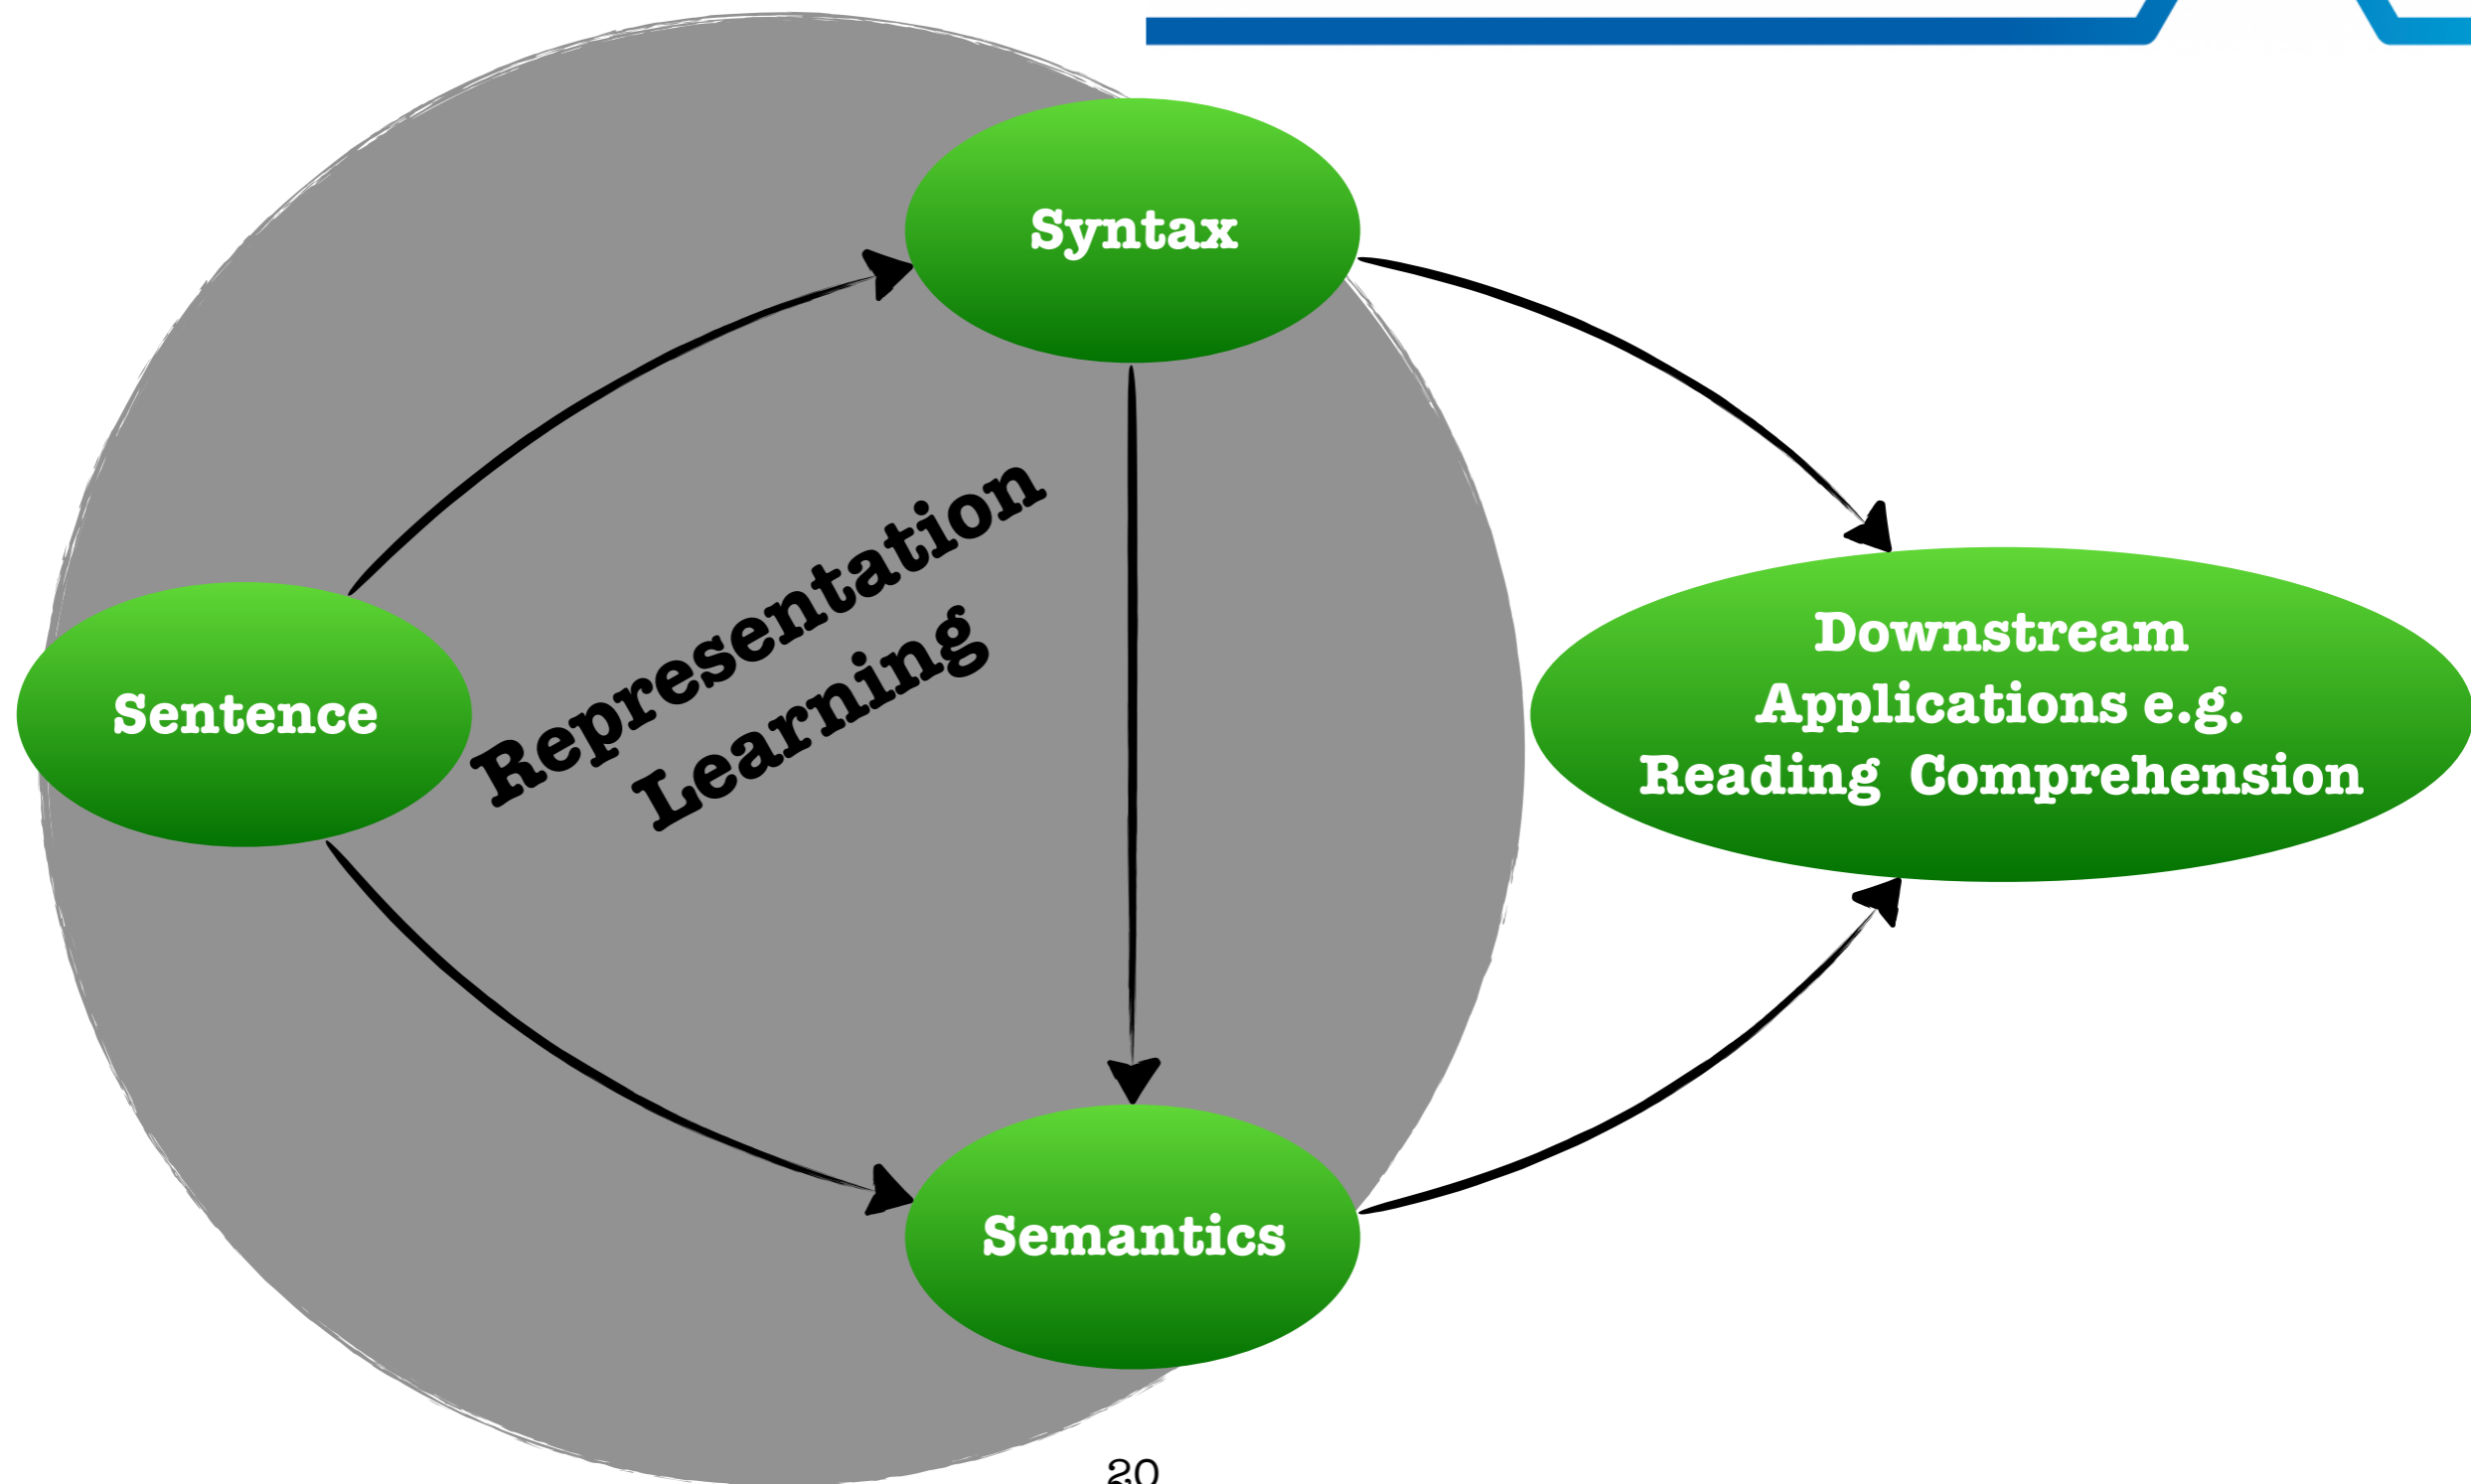 Syntax
Representation
Learning
Sentence
Downstream
Applications e.g.
Reading Comprehension
Semantics
20